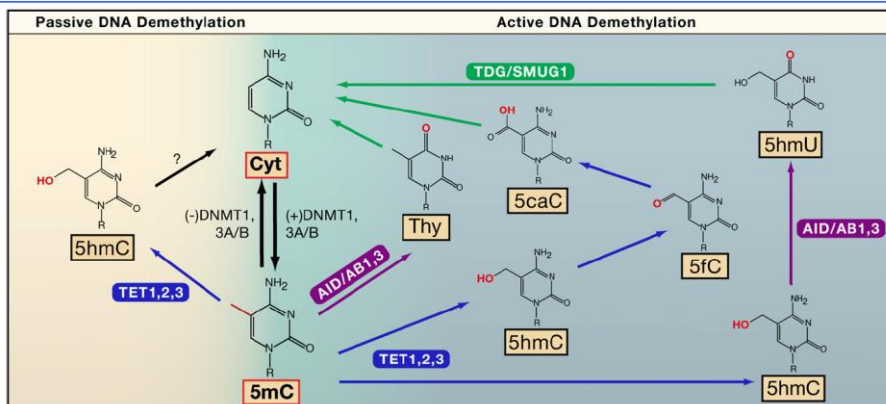 Passive DNA Demethylation
Active DNA Demethylation
NH2
N
N
O
R
Cyt
TDG/SMUG1
O
HO
NH
N
O
R
5hmU
OH
O
NH2
N
N
O
R
5caC
O
NH
N
O
R
Thy
NH2
HO
N
N
O
R
5hmC
?
(-)DNMT1,
3A/B
(+)DNMT1,
3A/B
NH2
O
N
N
O
R
5fC
AID/AB1,3
AID/AB1,3
TET1,2,3
NH2
N
N
O
R
5mC
NH2
HO
N
N
O
R
5hmC
TET1,2,3
NH2
HO
N
N
O
R
5hmC